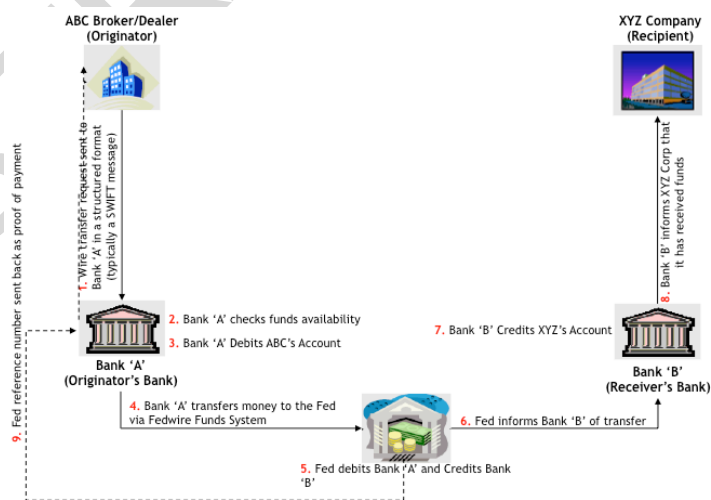 ABC Broker/Dealer
(Originator)
XYZ Company
(Recipient)
9. Fed reference number sent back as proof of payment
1. Wire transfer request sent to
Bank ‘A’ in a structured format
(typically a SWIFT message)
8. Bank ‘B’ informs XYZ Corp that
it has received funds
2. Bank ‘A’ checks funds availability
3. Bank ‘A’ Debits ABC’s Account
7. Bank ‘B’ Credits XYZ’s Account
Bank ‘A’
(Originator’s Bank)
Bank ‘B’
(Receiver’s Bank)
4. Bank ‘A’ transfers money to the Fed
via Fedwire Funds System
6. Fed informs Bank ‘B’ of transfer
5. Fed debits Bank ‘A’ and Credits Bank
‘B’